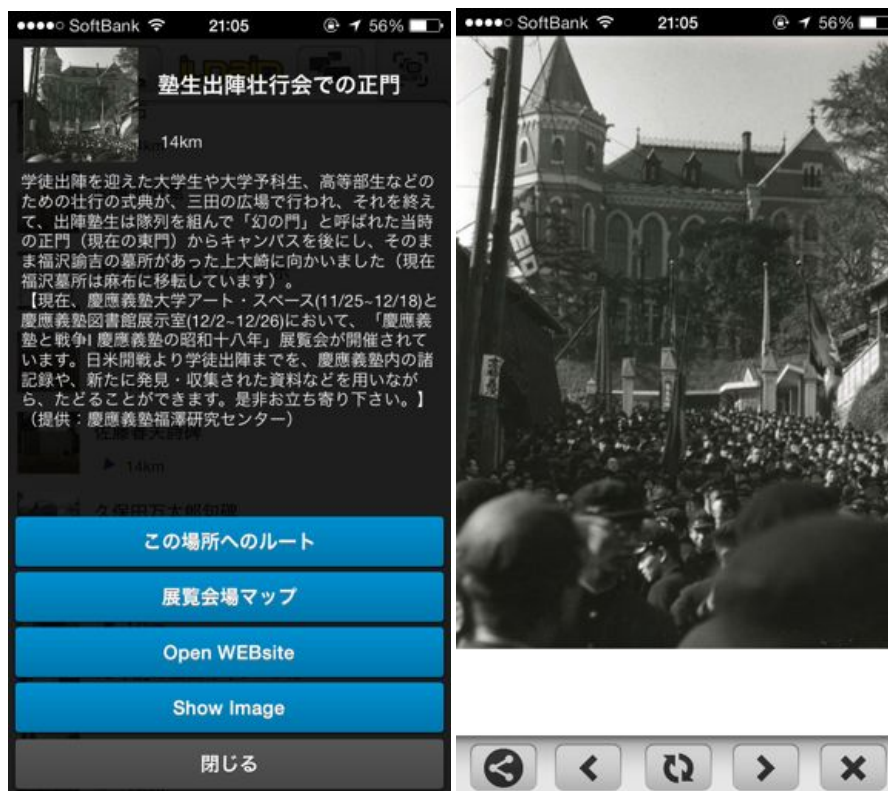 SoftBank 21:05 56%
塾生出陣壮行会での正門
14km
学徒出陣を迎えた大学生や大学予科生、高等部生などの
ための壮行の式典が、三田の広場で行われ、それを終え
て、出陣塾生は隊列を組んで「幻の門」と呼ばれた当時
の正門（現在の東門）からキャンパスを後にし、そのま
ま福沢諭吉の墓所があった上大崎に向かいました（現在
福沢墓所は麻布に移転しています）。
【現在、慶應義塾大学アート・スペース(11/25~12/18)と
慶應義塾図書館展示室(12/2~12/26)において、「慶應義
塾と戦争I 慶應義塾の昭和十八年」展覧会が開催されて
います。日米開戦より学徒出陣までを、慶應義塾内の諸
記録や、新たに発見・収集された資料などを用いなが
ら、たどることができます。是非お立ち寄り下さい。】
（提供：慶應義塾福澤研究センター）
佐藤春夫詩碑
14km
久保田万太郎句碑
この場所へのルート
展覧会場マップ
Open WEBsite
Show Image
閉じる
SoftBank 21:05 56%